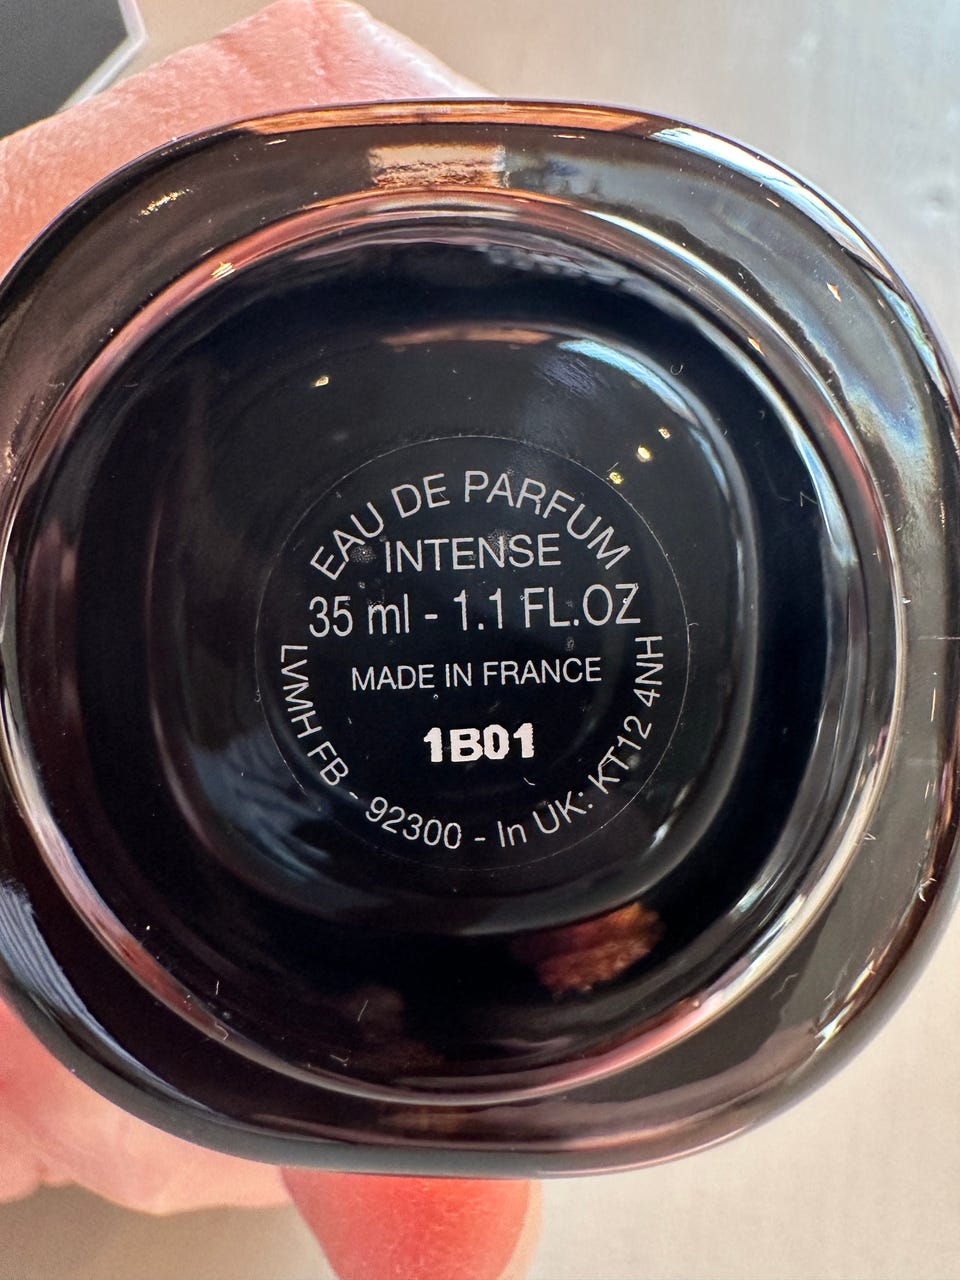 EAU DE PARFUM
INTENSE
35 ml - 1.1 FL.OZ
MADE IN FRANCE
1B01
LVMH FB - 92300 - In UK: KT12 4NH